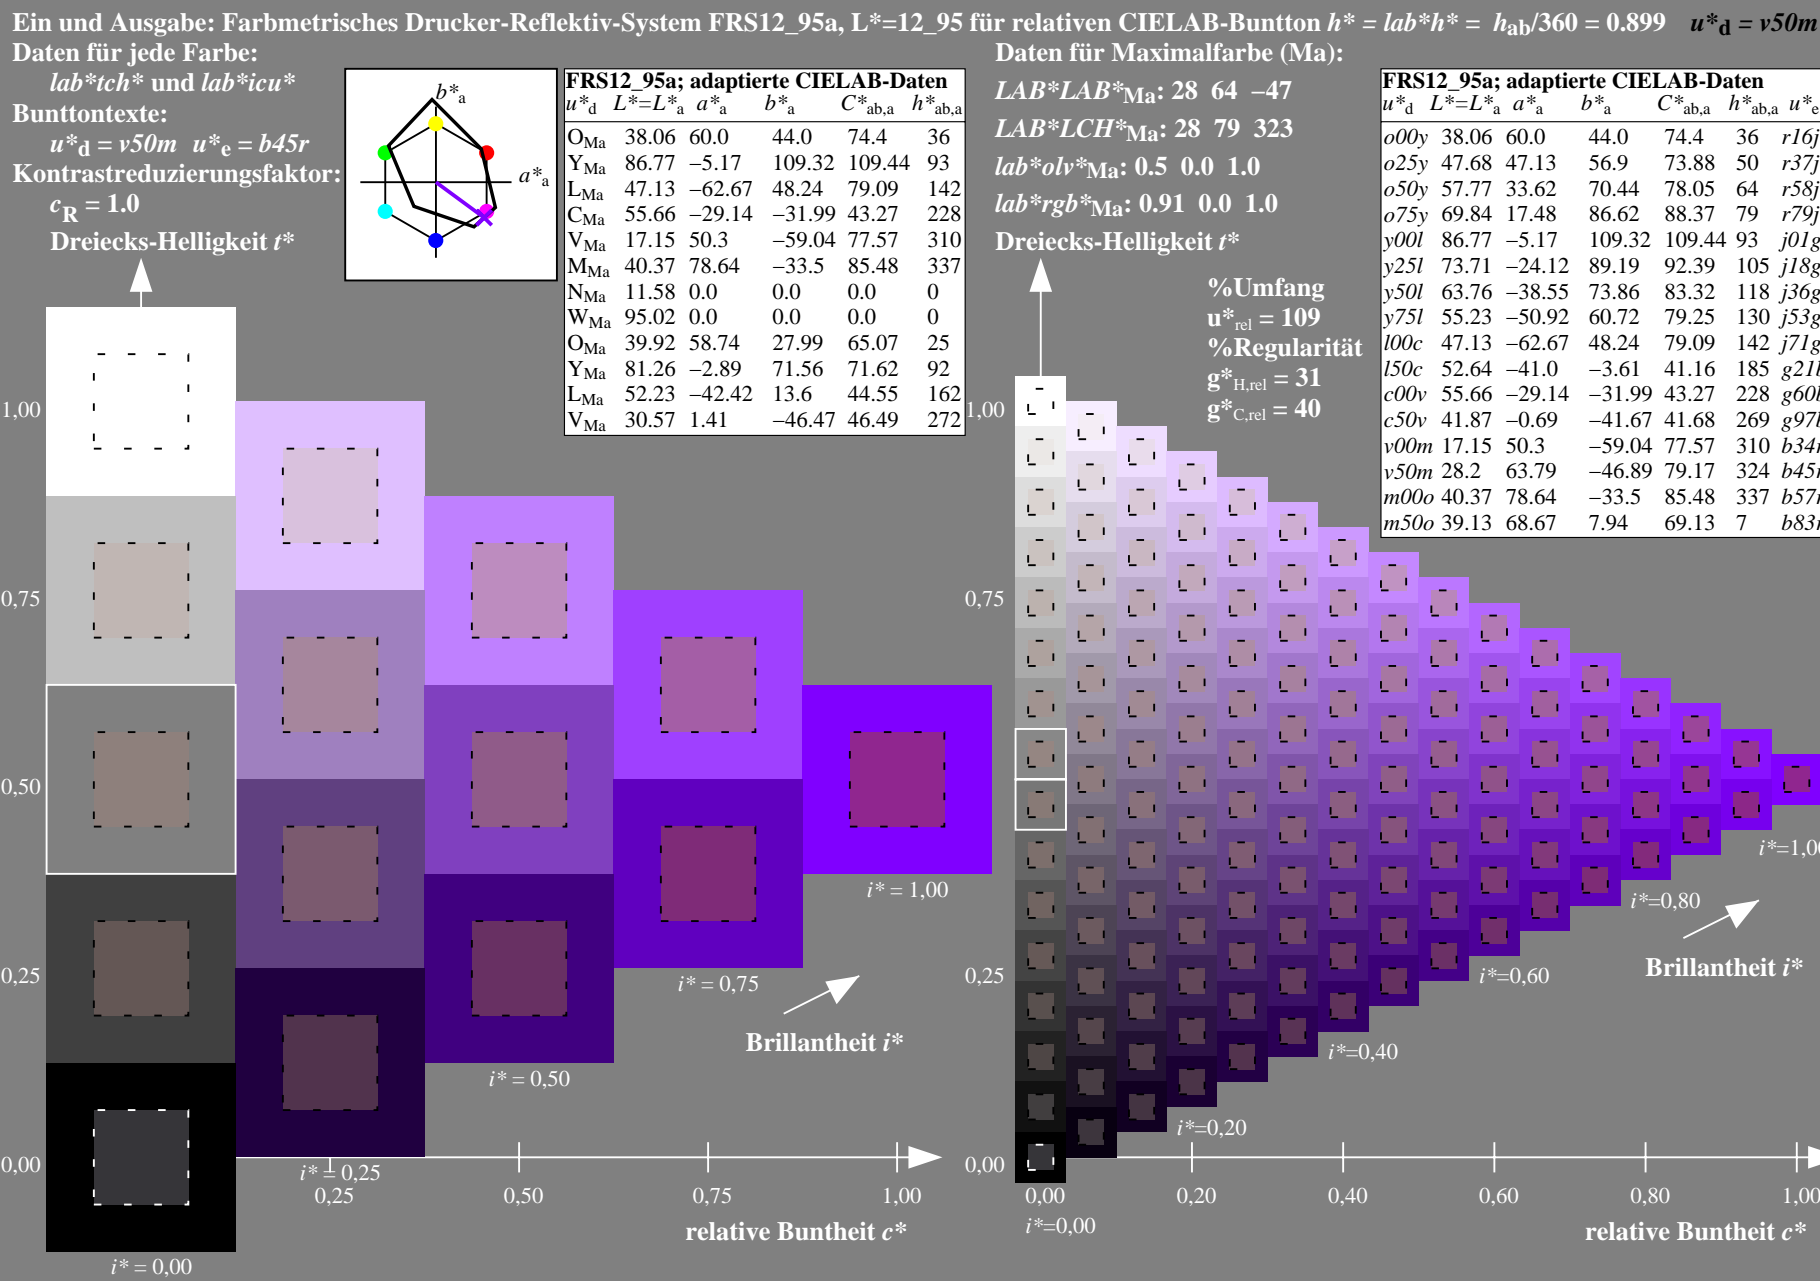 Ein und Ausgabe: Farbmetrisches Drucker-Reflektiv-System FRS12_95a, L*=12_95 für relativen CIELAB-Buntton h* = lab*h* = hab/360 = 0.899 u*d = v50m
Daten für jede Farbe:
lab*tch* und lab*icu*
Bunttontexte:
u*d = v50m u*e = b45r
Kontrastreduzierungsfaktor:
cR = 1.0
Dreiecks-Helligkeit t*
b*a
a*a
FRS12_95a; adaptierte CIELAB-Daten
u*d L*=L*a a*a b*a C*ab,a h*ab,a
OMa 38.06 60.0 44.0 74.4 36
YMa 86.77 −5.17 109.32 109.44 93
LMa 47.13 −62.67 48.24 79.09 142
CMa 55.66 −29.14 −31.99 43.27 228
VMa 17.15 50.3 −59.04 77.57 310
MMa 40.37 78.64 −33.5 85.48 337
NMa 11.58 0.0 0.0 0.0 0
WMa 95.02 0.0 0.0 0.0 0
OMa 39.92 58.74 27.99 65.07 25
YMa 81.26 −2.89 71.56 71.62 92
LMa 52.23 −42.42 13.6 44.55 162
VMa 30.57 1.41 −46.47 46.49 272
1,00
0,75
0,50
0,25
0,00
i* = 1,00
i* = 0,75
Brillantheit i*
i* = 0,50
i* = 0,25
0,25 0,50 0,75 1,00
relative Buntheit c*
i* = 0,00
Daten für Maximalfarbe (Ma):
LAB*LAB*Ma: 28 64 −47
LAB*LCH*Ma: 28 79 323
lab*olv*Ma: 0.5 0.0 1.0
lab*rgb*Ma: 0.91 0.0 1.0
Dreiecks-Helligkeit t*
%Umfang
u*rel = 109
%Regularität
g*H,rel = 31
g*C,rel = 40
FRS12_95a; adaptierte CIELAB-Daten
u*d L*=L*a a*a b*a C*ab,a h*ab,a u*e
o00y 38.06 60.0 44.0 74.4 36 r16j
o25y 47.68 47.13 56.9 73.88 50 r37j
o50y 57.77 33.62 70.44 78.05 64 r58j
o75y 69.84 17.48 86.62 88.37 79 r79j
y00l 86.77 −5.17 109.32 109.44 93 j01g
y25l 73.71 −24.12 89.19 92.39 105 j18g
y50l 63.76 −38.55 73.86 83.32 118 j36g
y75l 55.23 −50.92 60.72 79.25 130 j53g
l00c 47.13 −62.67 48.24 79.09 142 j71g
l50c 52.64 −41.0 −3.61 41.16 185 g21b
c00v 55.66 −29.14 −31.99 43.27 228 g60b
c50v 41.87 −0.69 −41.67 41.68 269 g97b
v00m 17.15 50.3 −59.04 77.57 310 b34r
v50m 28.2 63.79 −46.89 79.17 324 b45r
m00o 40.37 78.64 −33.5 85.48 337 b57r
m50o 39.13 68.67 7.94 69.13 7 b83r
1,00
0,75
0,50
0,25
0,00
i*=1,00
i*=0,80
Brillantheit i*
i*=0,60
i*=0,40
i*=0,20
0,00 0,20 0,40 0,60 0,80 1,00
i*=0,00
relative Buntheit c*